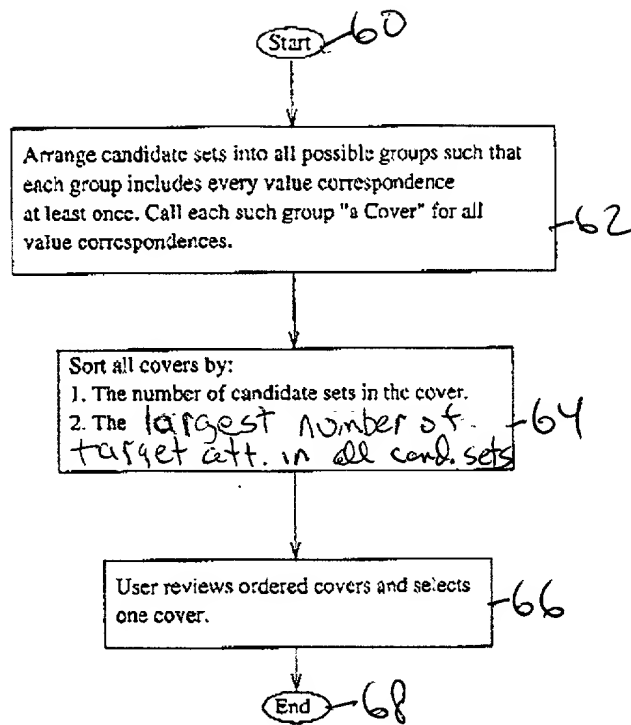 Start 60
Arrange candidate sets into all possible groups such that
each group includes every value correspondence
at least once. Call each such group "a Cover" for all
value correspondences.
62
Sort all covers by:
1. The number of candidate sets in the cover.
2. The largest number of
target att. in all cand. sets
64
User reviews ordered covers and selects
one cover.
66
End 68